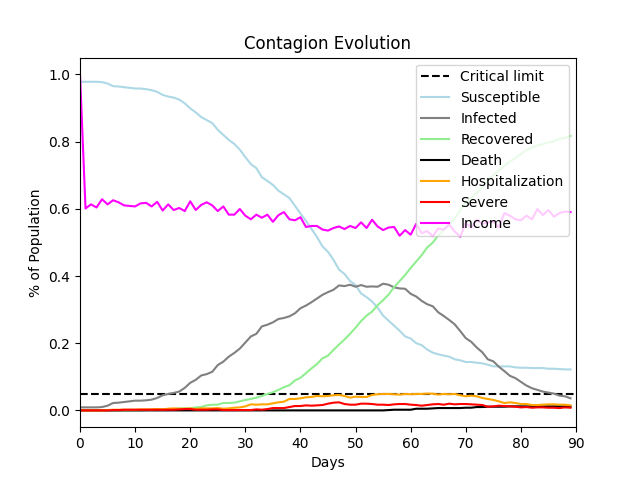 Contagion Evolution
1.0
0.8
0.6
0.4
0.2
0.0
% of Population
Critical limit
Susceptible
Infected
Recovered
Death
Hospitalization
Severe
Income
0 10 20 30 40 50 60 70 80 90
Days